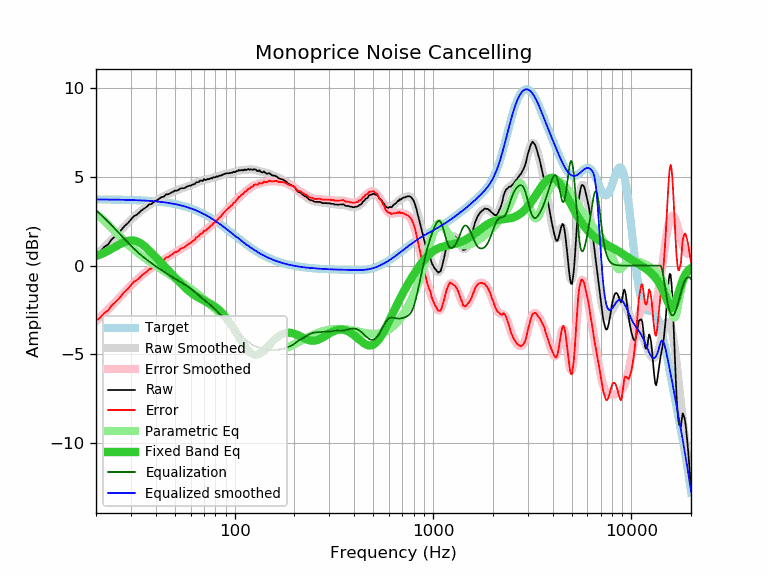 Monoprice Noise Cancelling
Amplitude (dBr)
10
5
0
−5
−10
Target
Raw Smoothed
Error Smoothed
Raw
Error
Parametric Eq
Fixed Band Eq
Equalization
Equalized smoothed
100
1000
10000
Frequency (Hz)